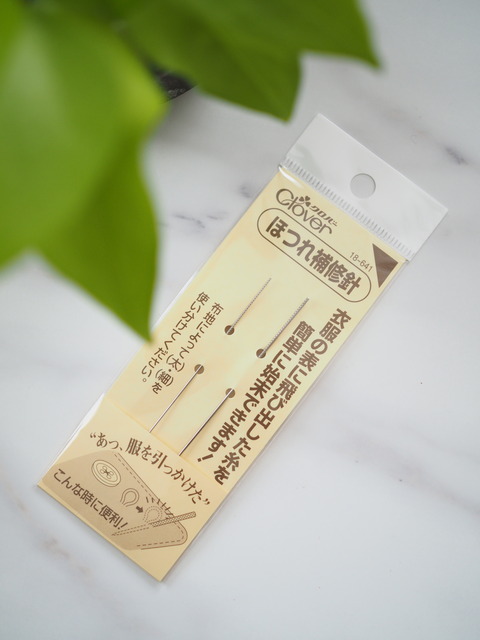 クロバー
Clover
18-641
ほつれ補修針
衣服の表に飛び出した糸を
簡単に始末できます!
布地によって(太)・(細)を
使い分けてください。
“あっ、服を引っかけた”
こんな時に便利!